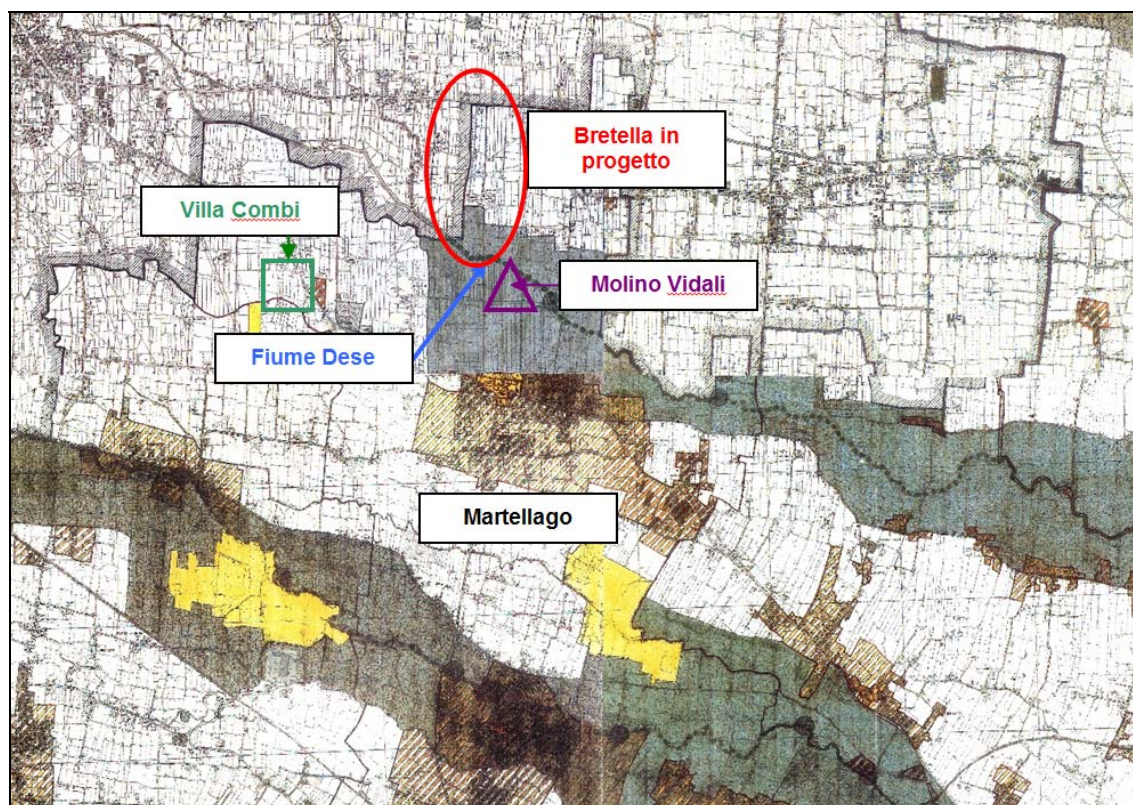 Bretella in
progetto
Villa Combi
Molino Vidali
Fiume Dese
Martellago